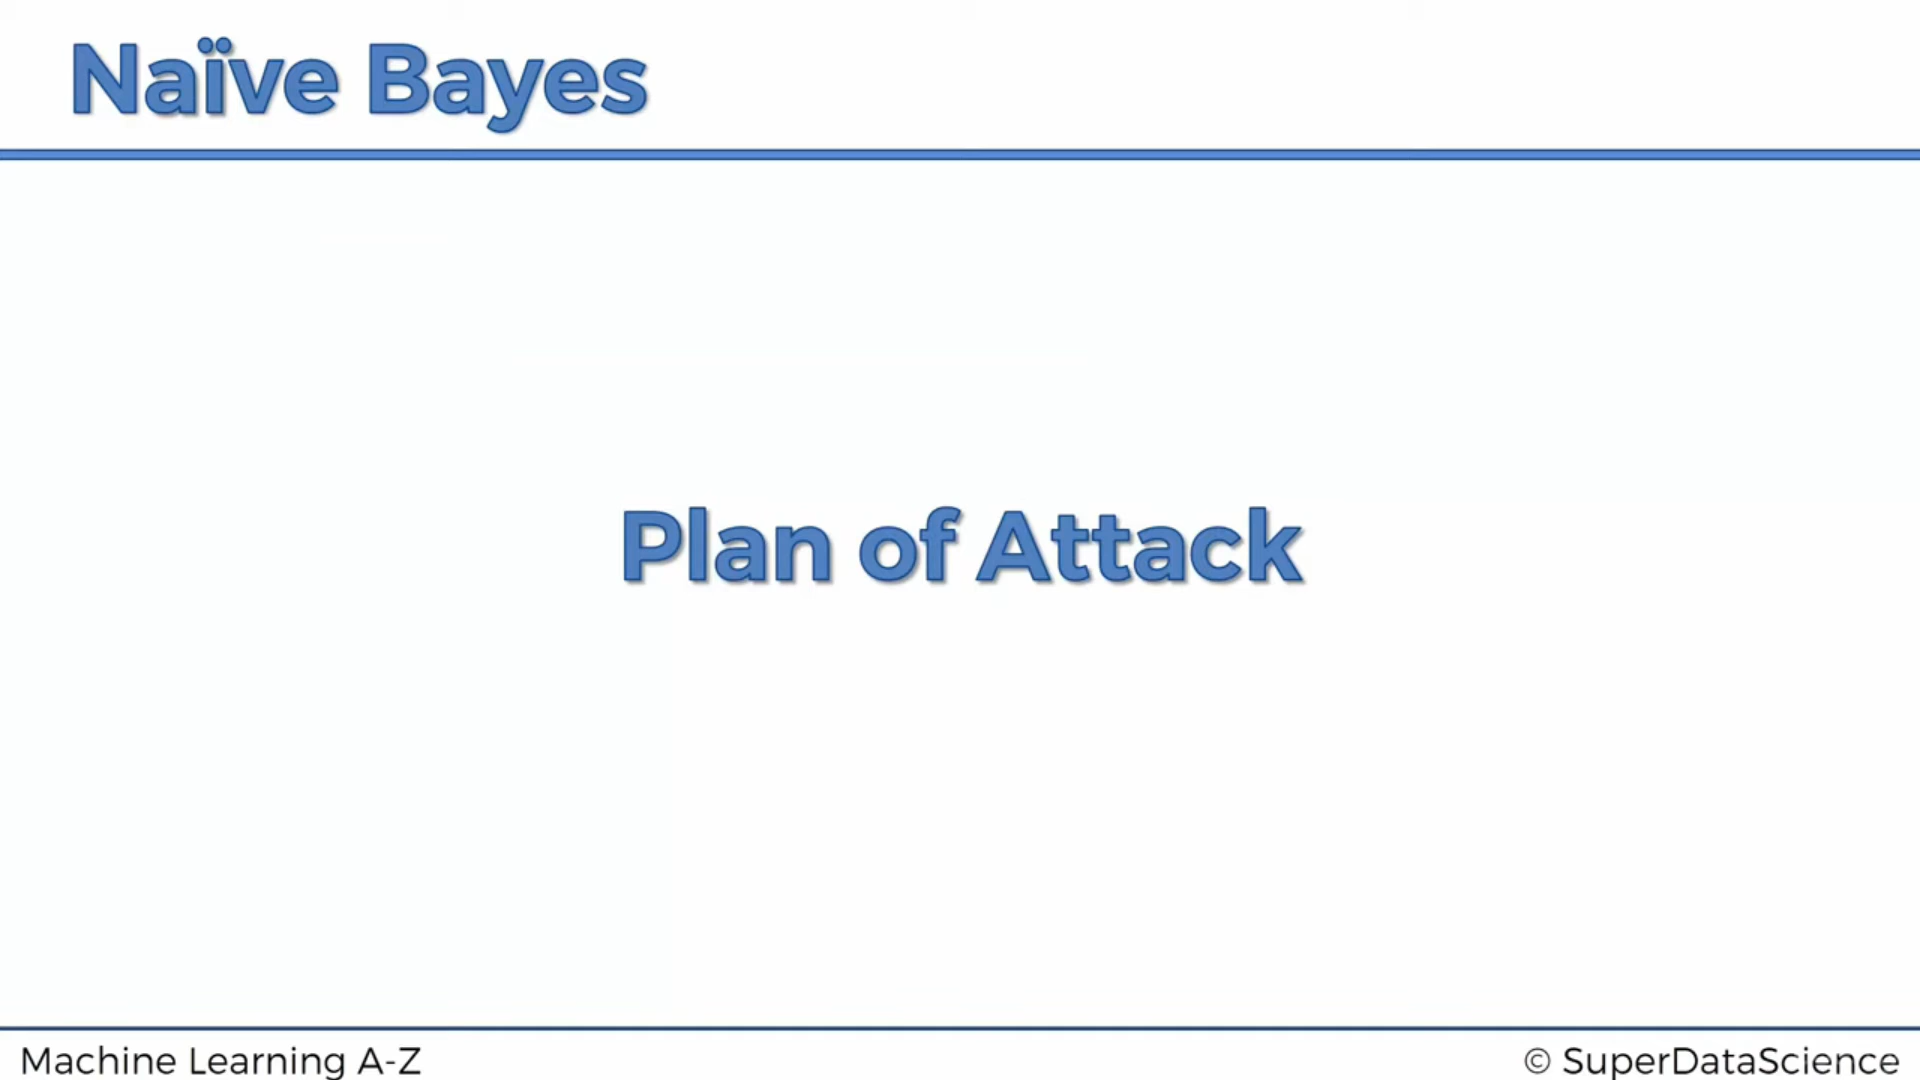 Naïve Bayes
Plan of Attack
Machine Learning A-Z
© SuperDataScience